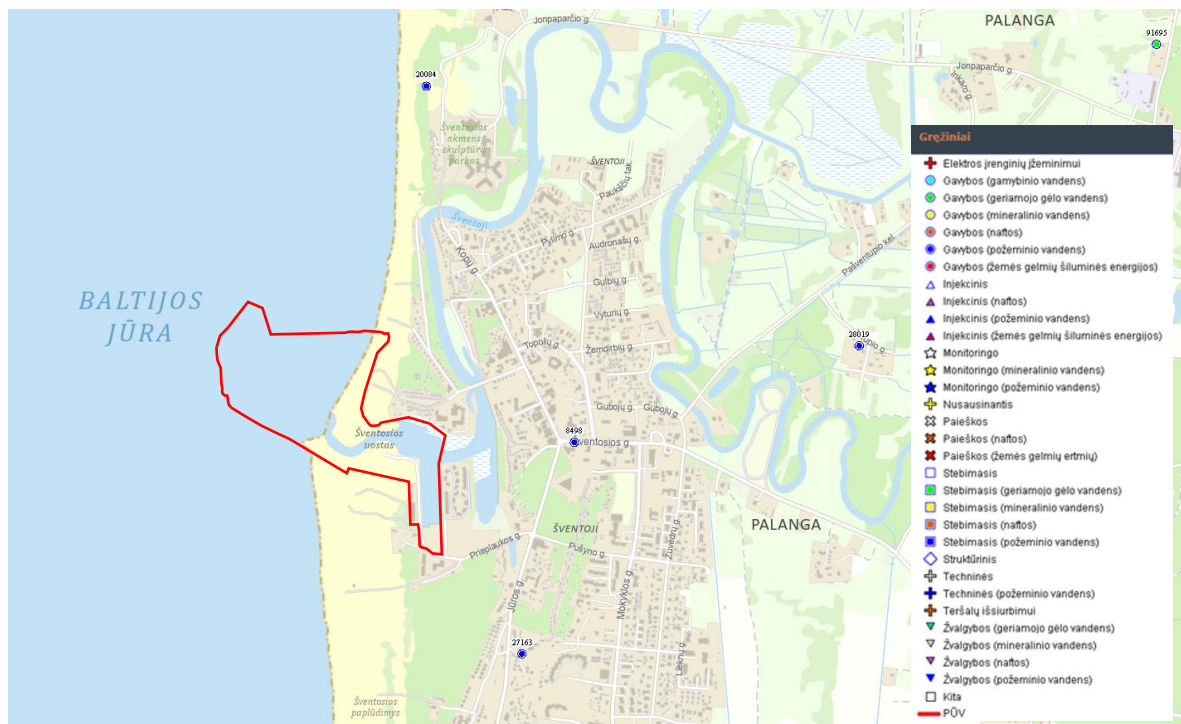 Jonpaparčio g.
PALANGA
91695
Jonpaparčio g.
Inkaro g.
20084
Šventosios
akmens
skulptūrų
parkas
ŠVENTOJI
Paukščių tak.
Šventoji
Kopų g.
Pylimo g.
Audronašų g.
Pašventupio kel.
Gulbių g.
BALTIJOS
JŪRA
Vyturių g.
28019
Topolių g.
Žemdirbių g.
Gubojų g.
Gubojų g.
Šventosios
uostas
8498
Šventosios g.
ŠVENTOJI
PALANGA
Prieplaukos g.
Pušyno g.
Žuvėdrų g.
Jūros g.
Mokyklos g.
27163
Lieknų g.
Šventosios
paplūdimys
Gręžiniai
Elektros įrenginių įžeminimui
Gavybos (gamybinio vandens)
Gavybos (geriamojo gėlo vandens)
Gavybos (mineralinio vandens)
Gavybos (naftos)
Gavybos (požeminio vandens)
Gavybos (žemės gelmių šiluminės energijos)
Injekcinis
Injekcinis (naftos)
Injekcinis (požeminio vandens)
Injekcinis (žemės gelmių šiluminės energijos)
Monitoringo
Monitoringo (mineralinio vandens)
Monitoringo (požeminio vandens)
Nusausinantis
Paieškos
Paieškos (naftos)
Paieškos (žemės gelmių ertmių)
Stebimasis
Stebimasis (geriamojo gėlo vandens)
Stebimasis (mineralinio vandens)
Stebimasis (naftos)
Stebimasis (požeminio vandens)
Struktūrinis
Techninės
Techninės (požeminio vandens)
Teršalų išsiurbimui
Žvalgybos (geriamojo gėlo vandens)
Žvalgybos (mineralinio vandens)
Žvalgybos (naftos)
Žvalgybos (požeminio vandens)
Kita
PŪV